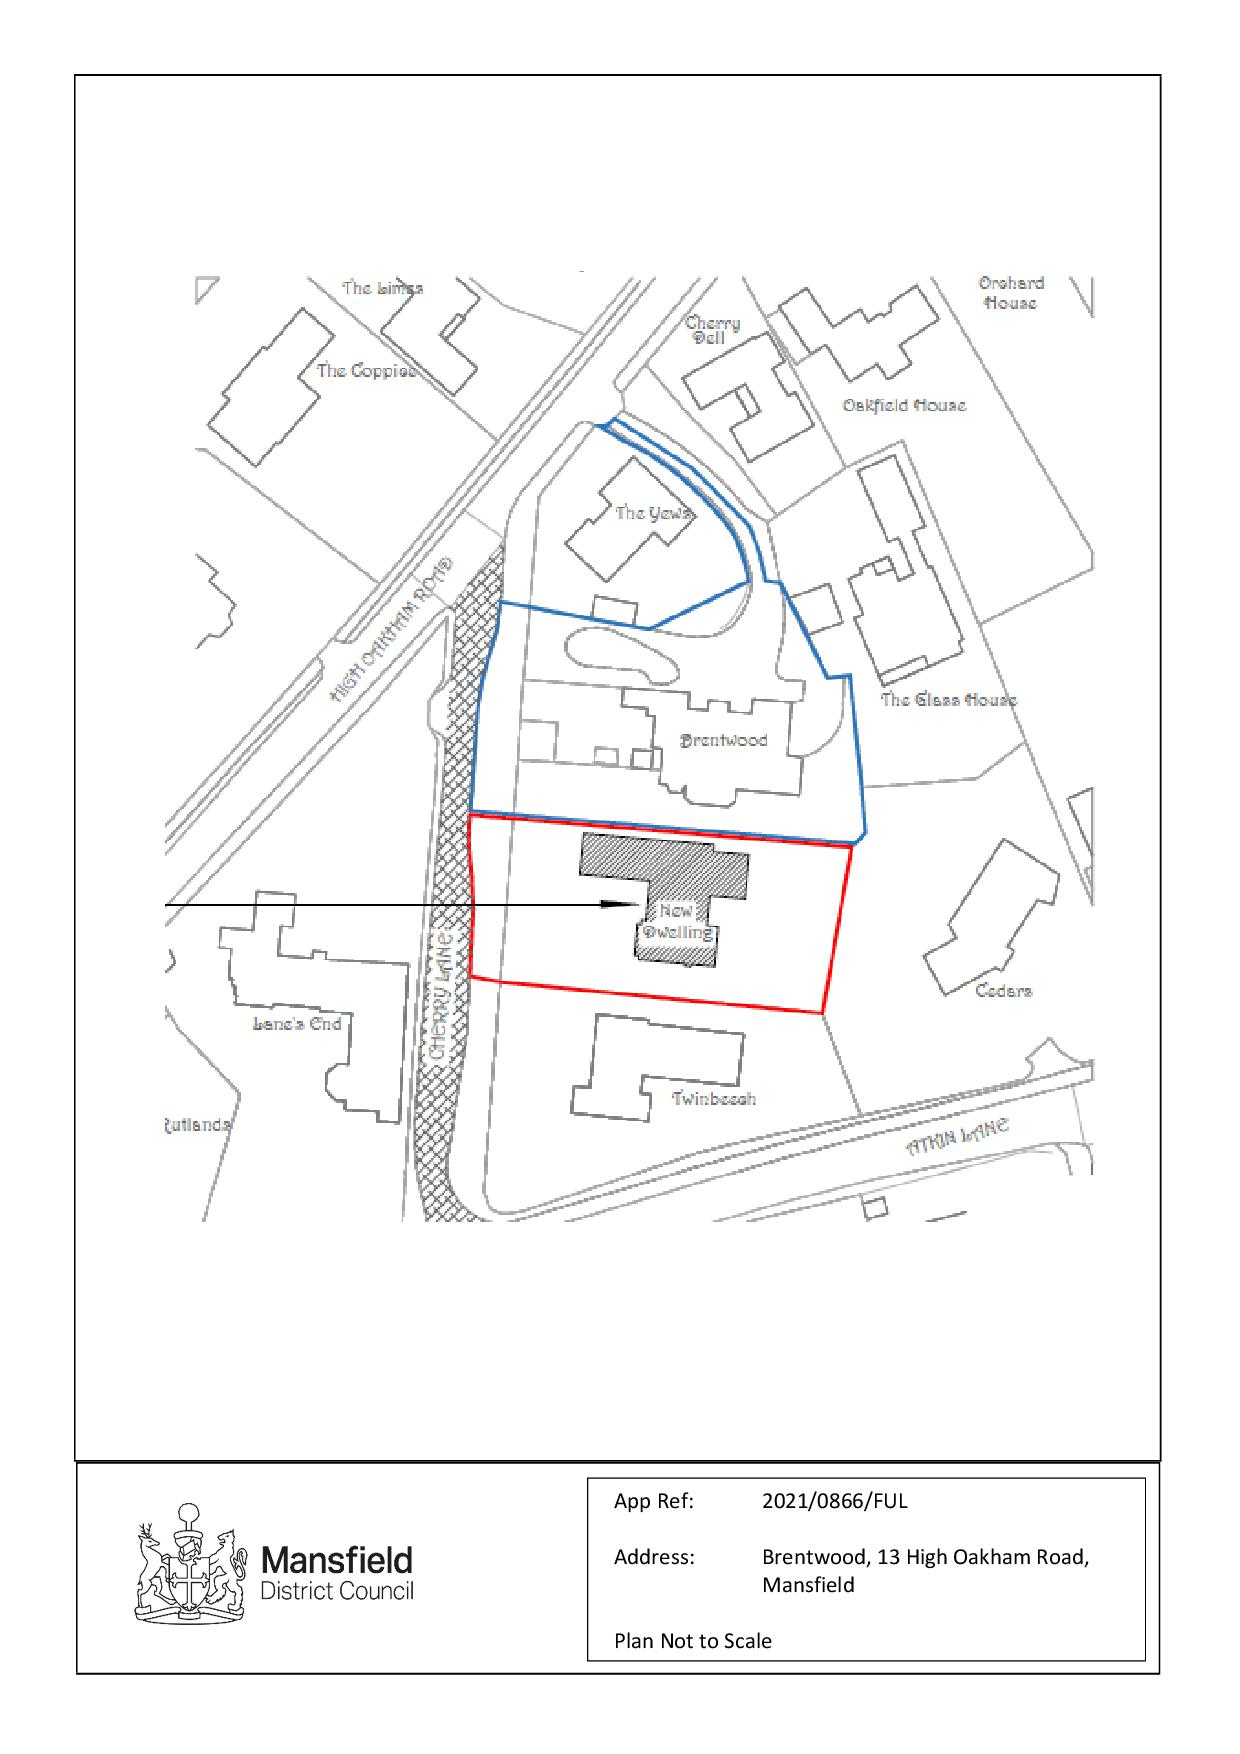 The Limes
Orchard
House
Cherry
Dell
The Coppice
Oakfield House
The Yews
HIGH OAKHAM ROAD
The Glass House
Brentwood
New
Dwelling
CHERRY LANE
Cedars
Lane's End
Twinbeech
Rutlands
ATKIN LANE
Mansfield
District Council
App Ref: 2021/0866/FUL
Address: Brentwood, 13 High Oakham Road,
Mansfield
Plan Not to Scale